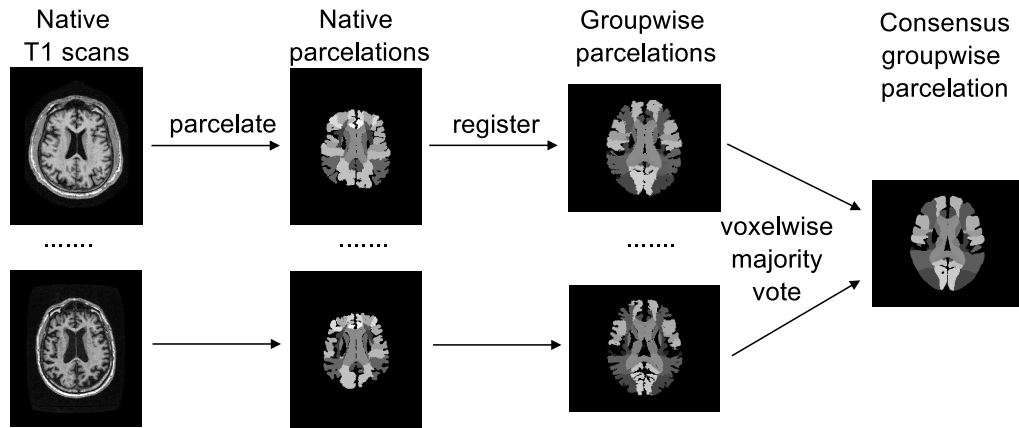 Native
T1 scans
Native
parcelations
Groupwise
parcelations
Consensus
groupwise
parcelation
parcelate
register
.......
.......
.......
voxelwise
majority
vote